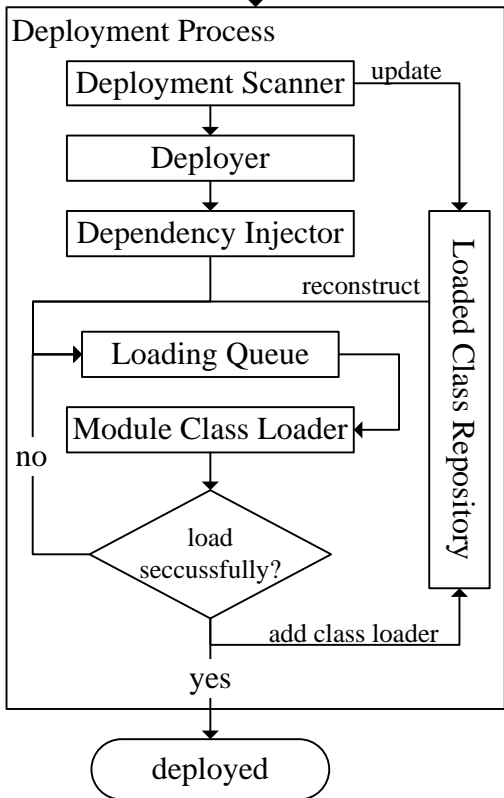 Deployment Process
Deployment Scanner
update
Deployer
Dependency Injector
reconstruct
Loading Queue
Loaded Class Repository
Module Class Loader
no
load
seccussfully?
add class loader
yes
deployed